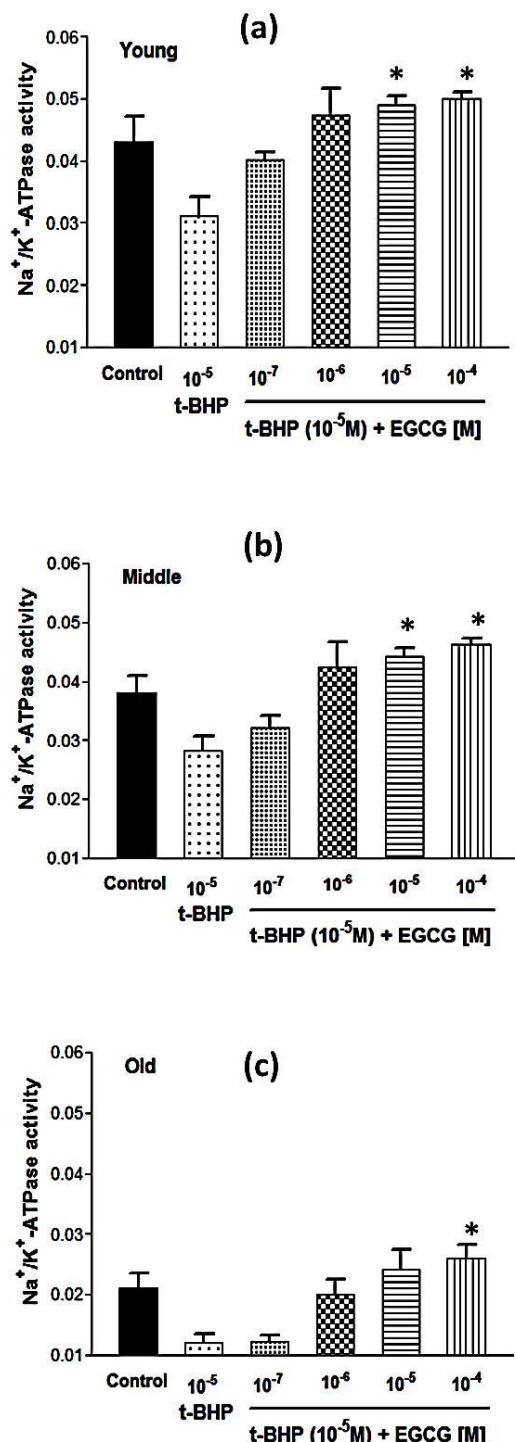 (a)
Young
Na⁺/K⁺-ATPase activity
0.06
0.05
0.04
0.03
0.02
0.01
* *
Control 10⁻⁵ 10⁻⁷ 10⁻⁶ 10⁻⁵ 10⁻⁴
t-BHP
t-BHP (10⁻⁵M) + EGCG [M]
(b)
Middle
Na⁺/K⁺-ATPase activity
0.06
0.05
0.04
0.03
0.02
0.01
* *
Control 10⁻⁵ 10⁻⁷ 10⁻⁶ 10⁻⁵ 10⁻⁴
t-BHP
t-BHP (10⁻⁵M) + EGCG [M]
(c)
Old
Na⁺/K⁺-ATPase activity
0.06
0.05
0.04
0.03
0.02
0.01
*
Control 10⁻⁵ 10⁻⁷ 10⁻⁶ 10⁻⁵ 10⁻⁴
t-BHP
t-BHP (10⁻⁵M) + EGCG [M]